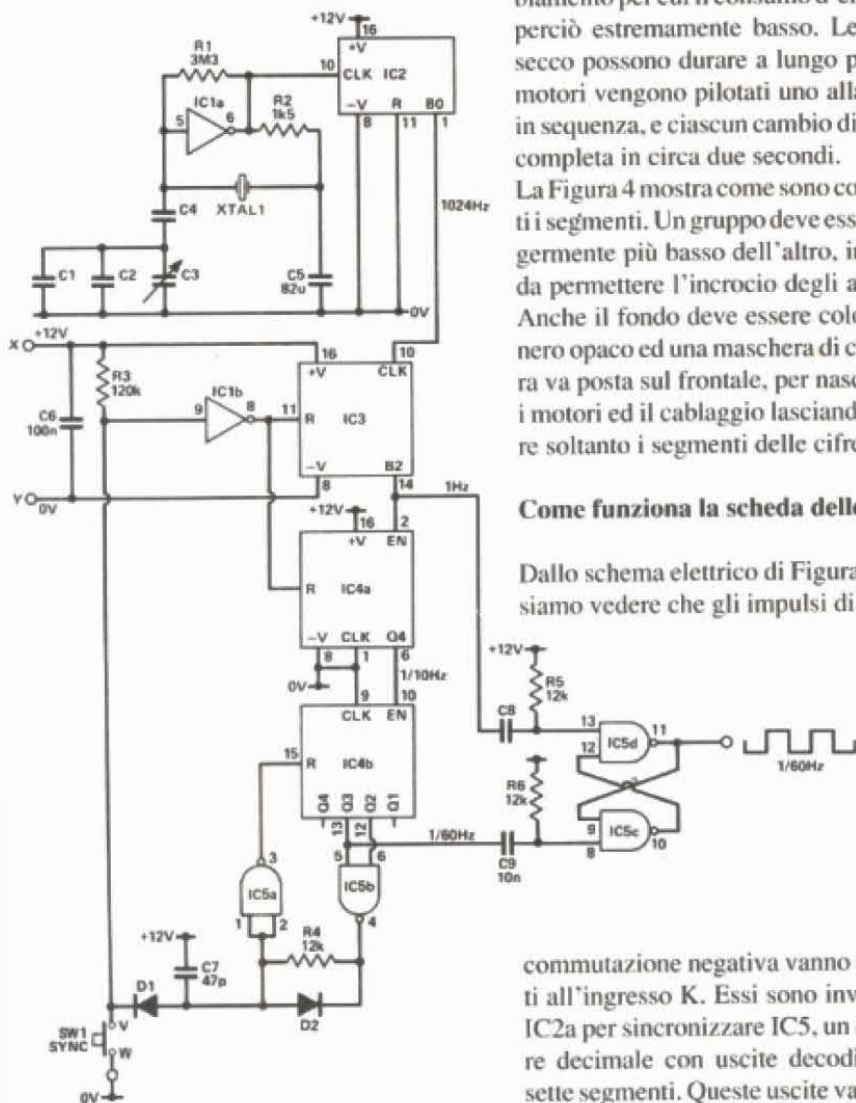 biamento per cui il consumo d'en
perciò estremamente basso. Le
secco possono durare a lungo p
motori vengono pilotati uno alla
in sequenza, e ciascun cambio di
completa in circa due secondi.
La Figura 4 mostra come sono co
ti i segmenti. Un gruppo deve ess
germente più basso dell'altro, in
da permettere l'incrocio degli a
Anche il fondo deve essere colo
nero opaco ed una maschera di c
ra va posta sul frontale, per nasc
i motori ed il cablaggio lasciand
re soltanto i segmenti delle cifre
Come funziona la scheda delle
Dallo schema elettrico di Figura
siamo vedere che gli impulsi di
commutazione negativa vanno
ti all'ingresso K. Essi sono inv
IC2a per sincronizzare IC5, un
re decimale con uscite decodi
sette segmenti. Queste uscite va
+12V
16
+V
10
CLK
IC2
-V
R
B0
8
11
1
R1
3M3
IC1a
5
6
R2
1k5
XTAL1
C4
C1
C2
C3
C5
82u
0V
1024Hz
X
+12V
R3
120k
C6
100n
Y
0V
IC1b
9
8
11
16
10
+V
CLK
R
IC3
-V
B2
8
14
1Hz
+12V
16
2
+V
EN
R
IC4a
-V
CLK
Q4
8
1
6
0V
1/10Hz
9
10
CLK
EN
15
R
IC4b
Q4
Q3
Q2
Q1
13
12
1/60Hz
5
6
IC5b
4
3
IC5a
1
2
R4
12k
+12V
C7
47p
D1
D2
SW1
SYNC
V
W
0V
+12V
R5
12k
C8
13
12
IC5d
11
1/60Hz
R6
12k
C9
10n
9
8
IC5c
10